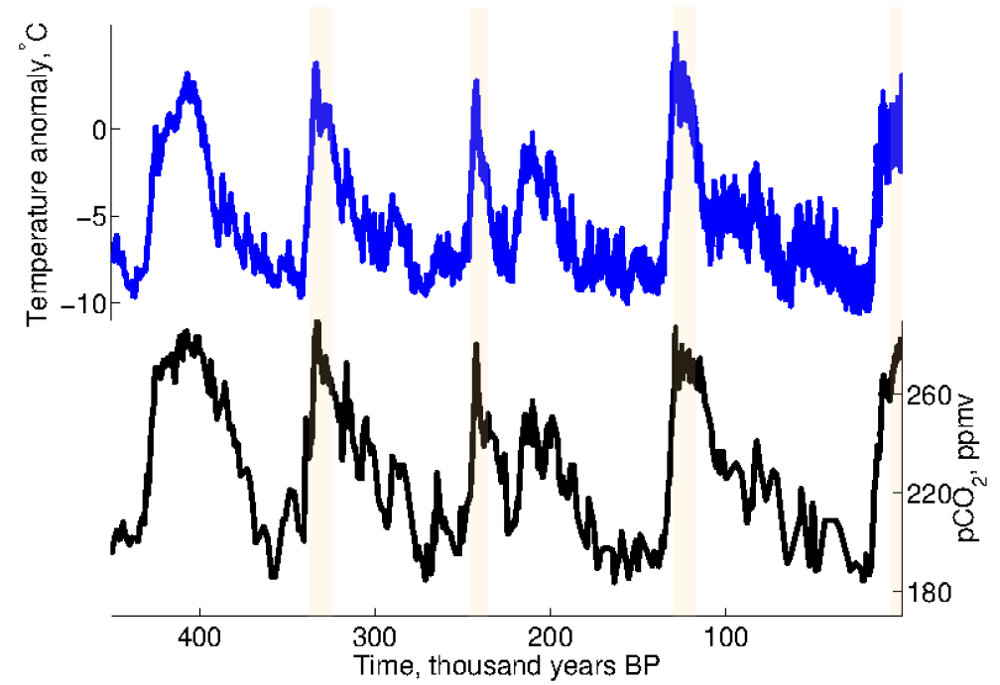 Temperature anomaly,°C
0
−5
−10
260
220
180
pCO2, ppmv
400 300 200 100
Time, thousand years BP